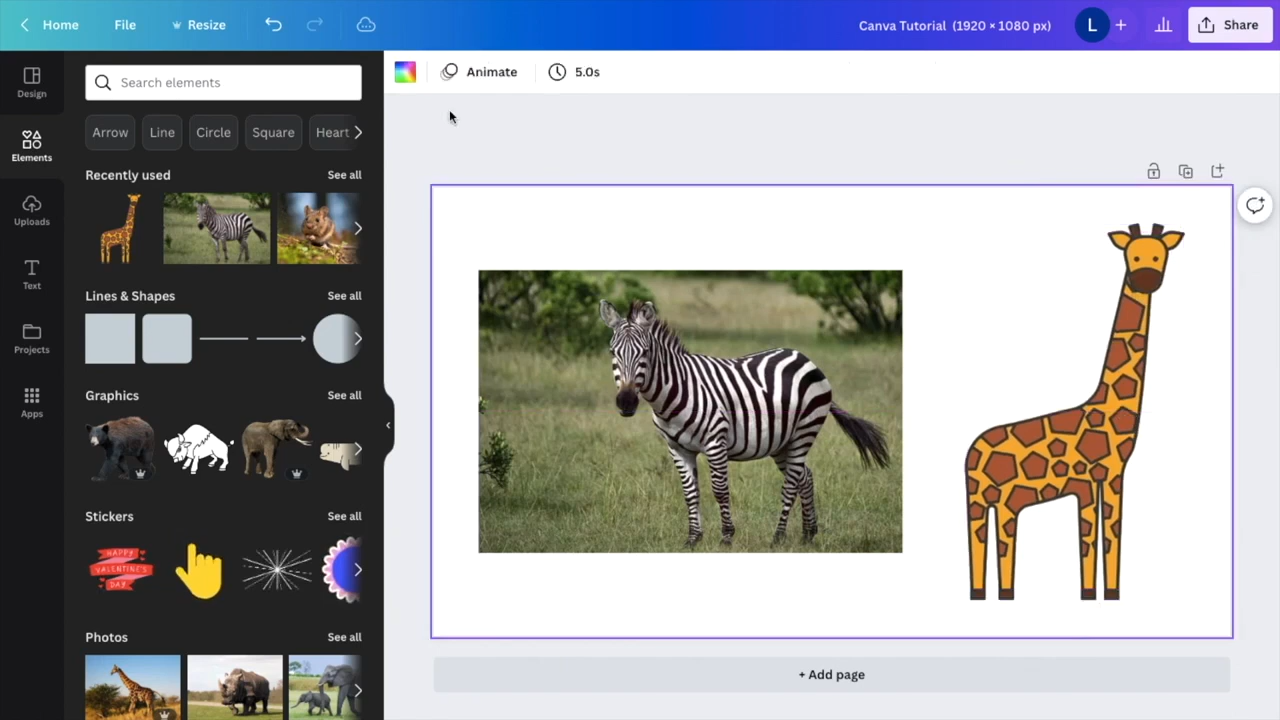 Home File Resize Canva Tutorial (1920 × 1080 px) L + Share
Design
Elements
Uploads
Text
Projects
Apps
Search elements
Arrow Line Circle Square Heart
Recently used See all
Lines & Shapes See all
Graphics See all
Stickers See all
HAPPY
VALENTINE'S
DAY
Photos See all
Animate 5.0s
+ Add page